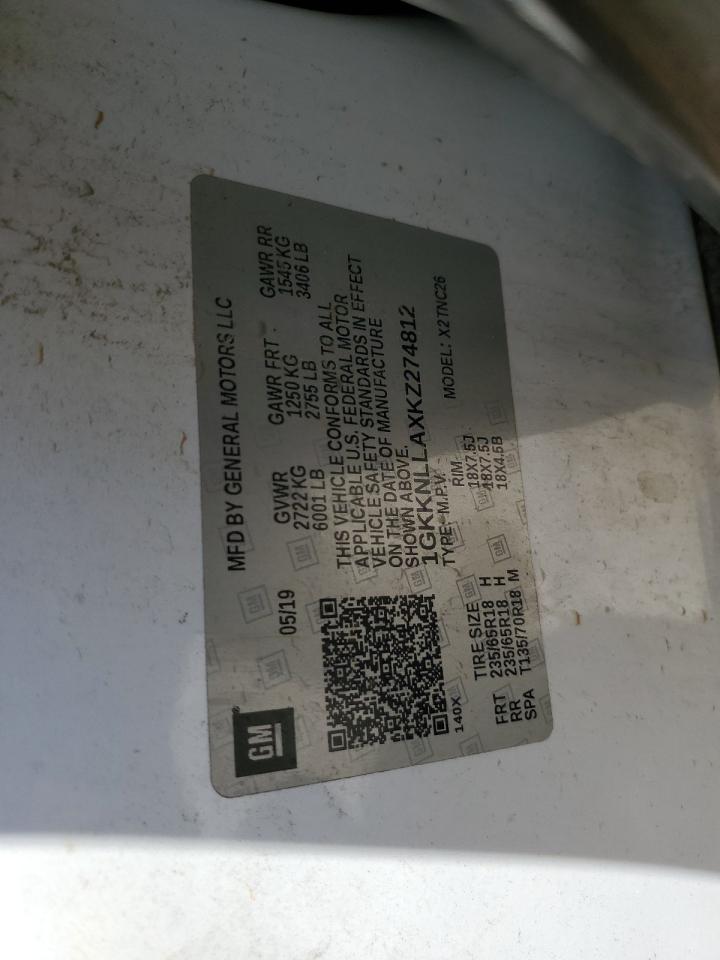 GM
MFD BY GENERAL MOTORS LLC
05/19
GVWR GAWR FRT GAWR RR
2722 KG 1250 KG 1545 KG
6001 LB 2755 LB 3406 LB
THIS VEHICLE CONFORMS TO ALL
APPLICABLE U.S. FEDERAL MOTOR
VEHICLE SAFETY STANDARDS IN EFFECT
ON THE DATE OF MANUFACTURE
SHOWN ABOVE.
1GKKNLLAXKZ274812
140X TYPE: M.P.V. MODEL: X2TNC26
TIRE SIZE RIM
FRT 235/65R18 H 18X7.5J
RR 235/65R18 H 18X7.5J
SPA T135/70R18 M 18X4.5B